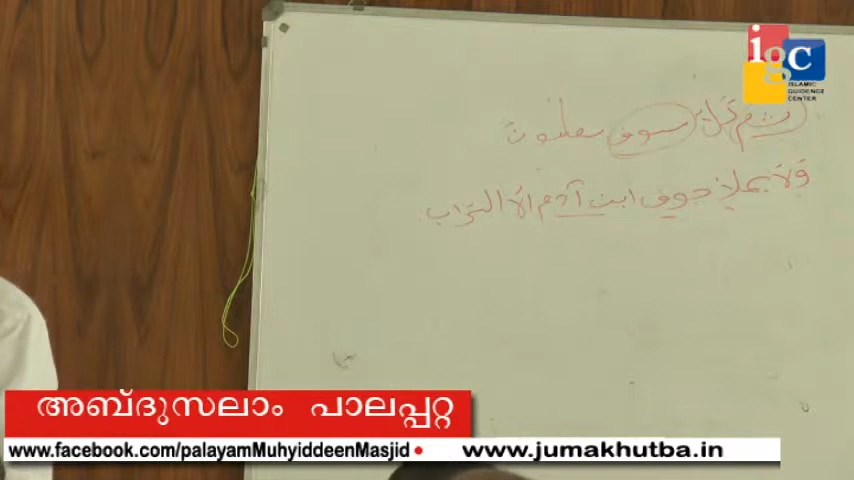 igc
ISLAMIC
GUIDENCE
CENTER
ثم كلا سوف تعلمون
ولا يملأ جوف ابن آدم الا التراب
അബ്ദുസലാം പാലപ്പറ്റ
www.facebook.com/palayamMuhyiddeenMasjid
www.jumakhutba.in